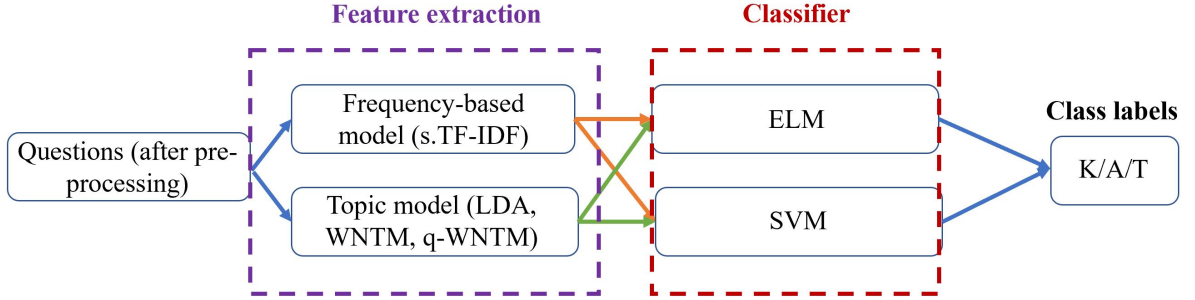 Feature extraction
Classifier
Questions (after pre-
processing)
Frequency-based
model (s.TF-IDF)
Topic model (LDA,
WNTM, q-WNTM)
ELM
SVM
Class labels
K/A/T